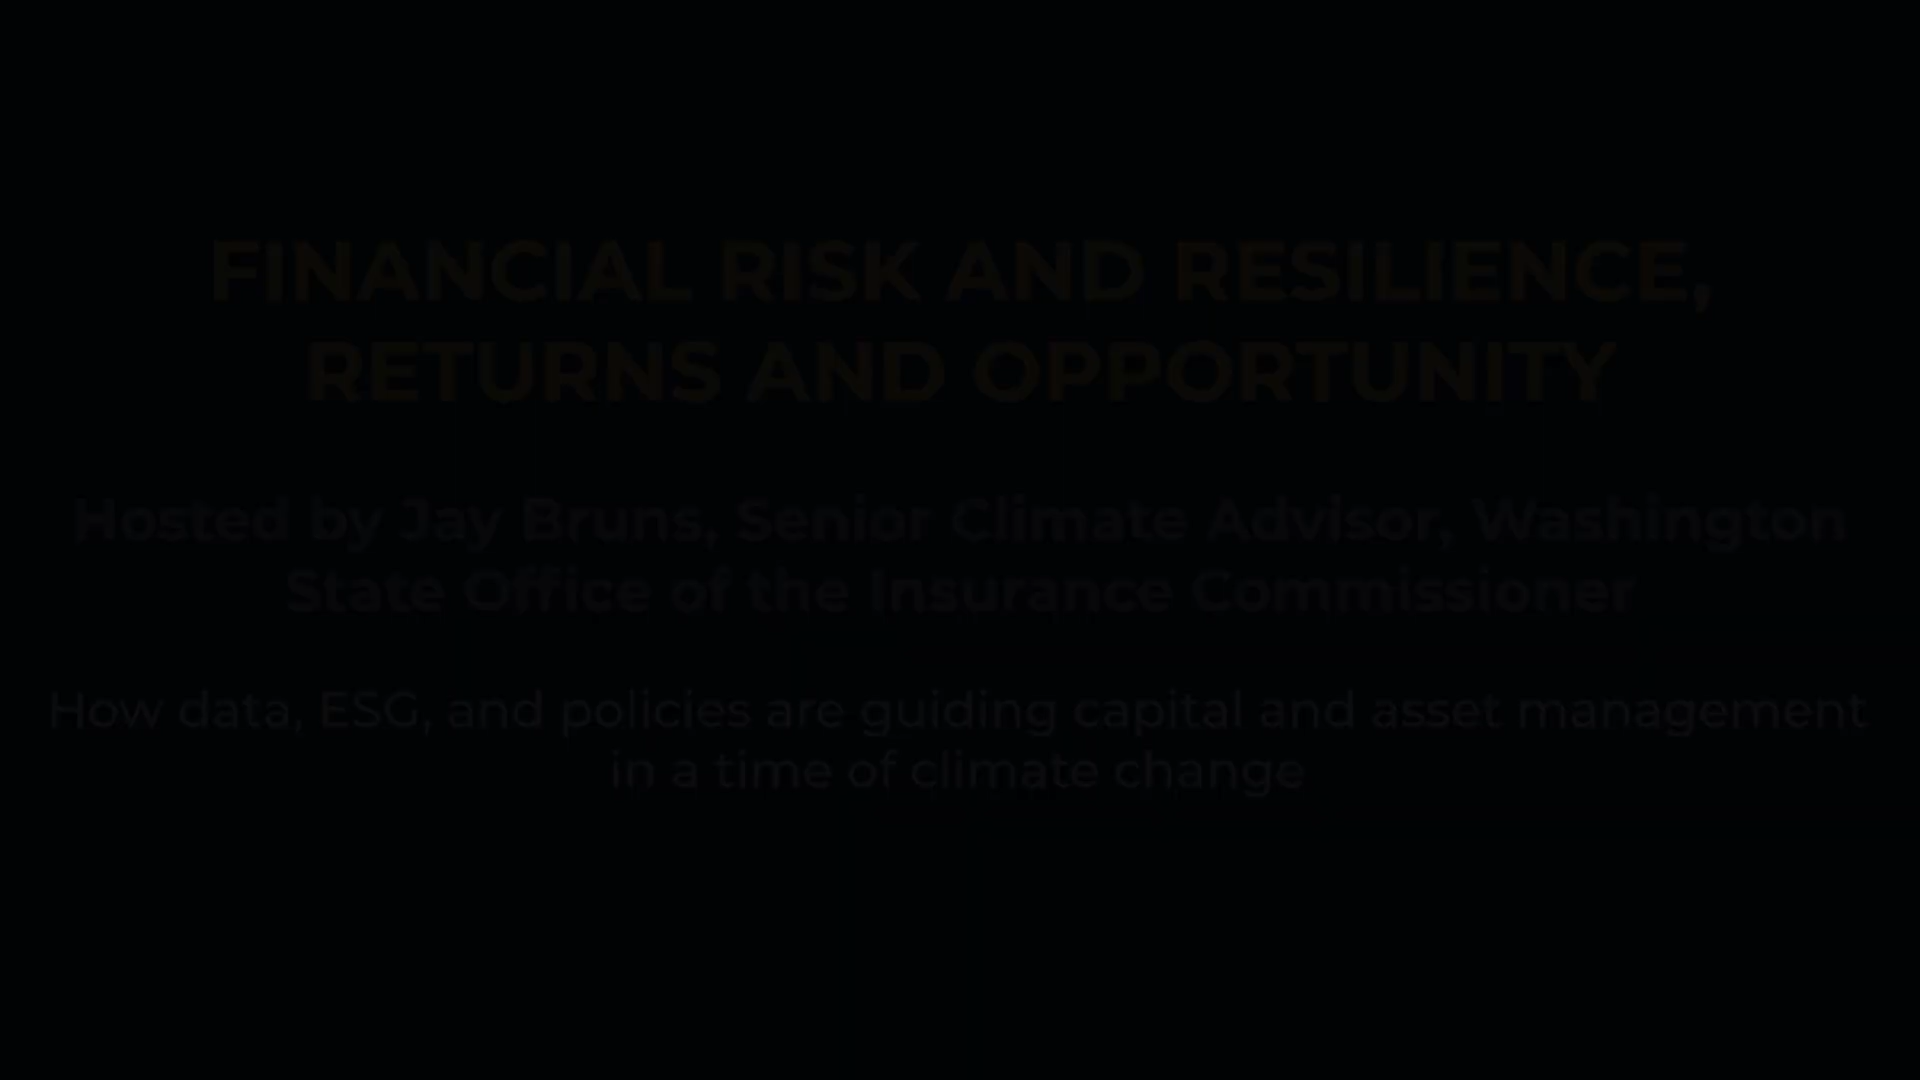 FINANCIAL RISK AND RESILIENCE,
RETURNS AND OPPORTUNITY
Hosted by Jay Bruns, Senior Climate Advisor, Washington
State Office of the Insurance Commissioner
How data, ESG, and policies are guiding capital and asset management
in a time of climate change